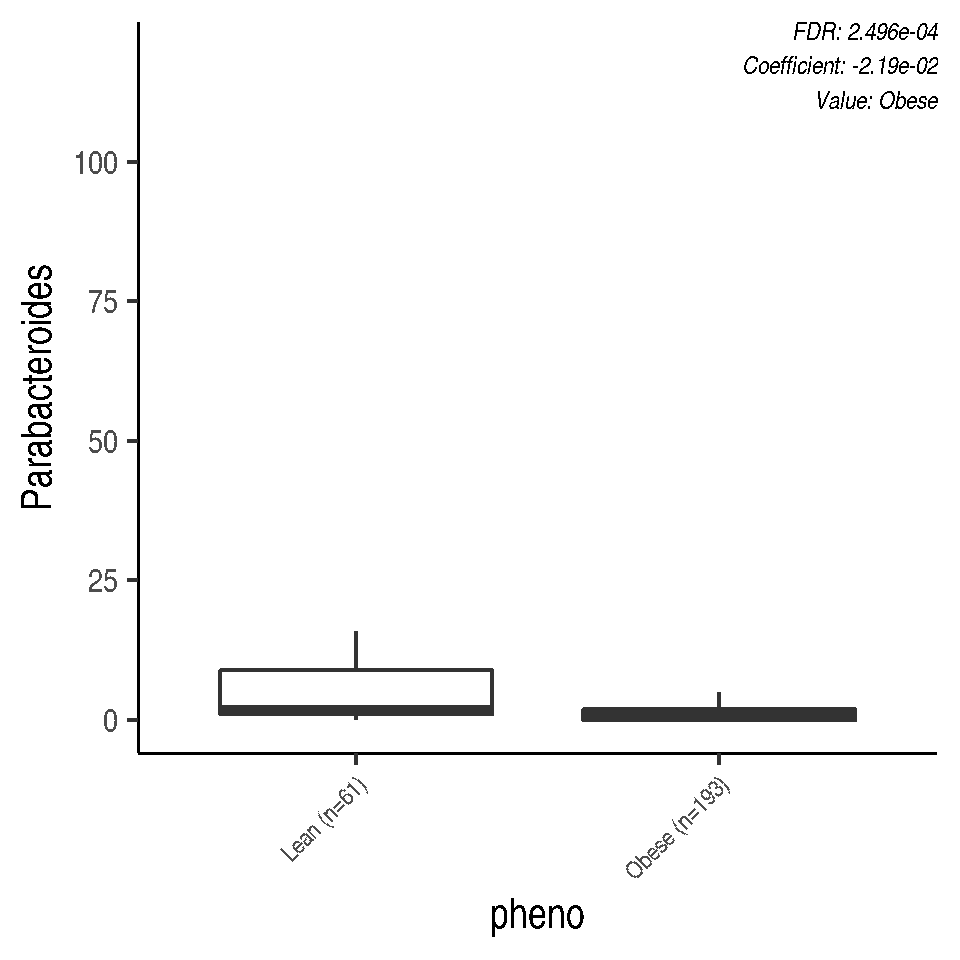 FDR: 2.496e-04
Coefficient: -2.19e-02
Value: Obese
Parabacteroides
100
75
50
25
0
Lean (n=61)
Obese (n=193)
pheno